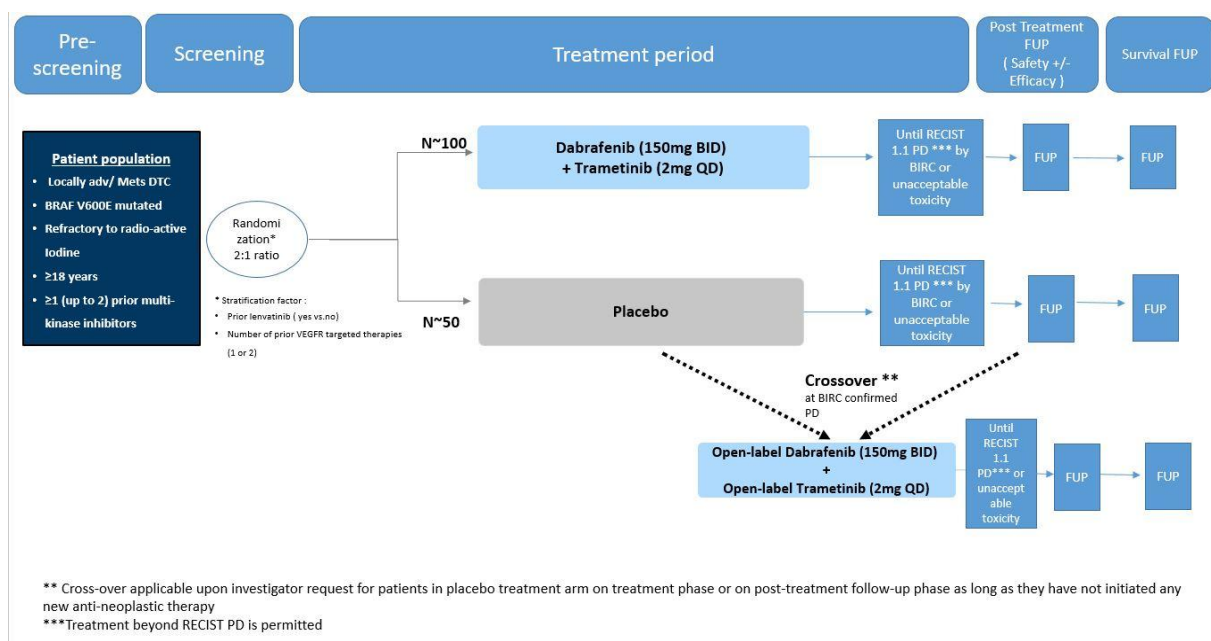 Pre-
screening
Screening
Treatment period
Post Treatment
FUP
( Safety +/-
Efficacy )
Survival FUP
Patient population
• Locally adv/ Mets DTC
• BRAF V600E mutated
• Refractory to radio-active
Iodine
• ≥18 years
• ≥1 (up to 2) prior multi-
kinase inhibitors
Randomi
zation*
2:1 ratio
* Stratification factor :
• Prior lenvatinib ( yes vs.no)
• Number of prior VEGFR targeted therapies
(1 or 2)
N~100
Dabrafenib (150mg BID)
+ Trametinib (2mg QD)
Until RECIST
1.1 PD *** by
BIRC or
unacceptable
toxicity
FUP
FUP
N~50
Placebo
Until RECIST
1.1 PD *** by
BIRC or
unacceptable
toxicity
FUP
FUP
Crossover **
at BIRC confirmed
PD
Open-label Dabrafenib (150mg BID)
+
Open-label Trametinib (2mg QD)
Until
RECIST
1.1
PD*** or
unaccept
able
toxicity
FUP
FUP
** Cross-over applicable upon investigator request for patients in placebo treatment arm on treatment phase or on post-treatment follow-up phase as long as they have not initiated any
new anti-neoplastic therapy
***Treatment beyond RECIST PD is permitted